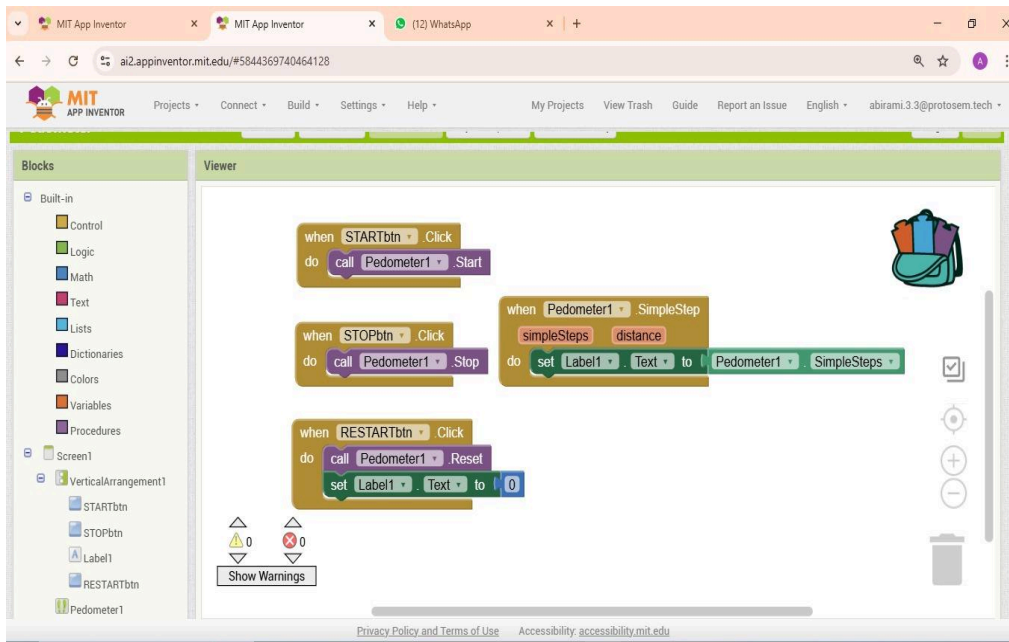 MIT App Inventor
MIT App Inventor
(12) WhatsApp
ai2.appinventor.mit.edu/#5844369740464128
A
MIT
APP INVENTOR
Projects
Connect
Build
Settings
Help
My Projects
View Trash
Guide
Report an Issue
English
abirami.3.3@protosem.tech
Blocks
Viewer
Built-in
Control
Logic
Math
Text
Lists
Dictionaries
Colors
Variables
Procedures
Screen1
VerticalArrangement1
STARTbtn
STOPbtn
A Label1
RESTARTbtn
Pedometer1
when STARTbtn .Click
do call Pedometer1 .Start
when STOPbtn .Click
do call Pedometer1 .Stop
when Pedometer1 .SimpleStep
simpleSteps distance
do set Label1 . Text to Pedometer1 . SimpleSteps
when RESTARTbtn .Click
do call Pedometer1 .Reset
set Label1 . Text to 0
0 0
Show Warnings
Privacy Policy and Terms of Use Accessibility: accessibility.mit.edu